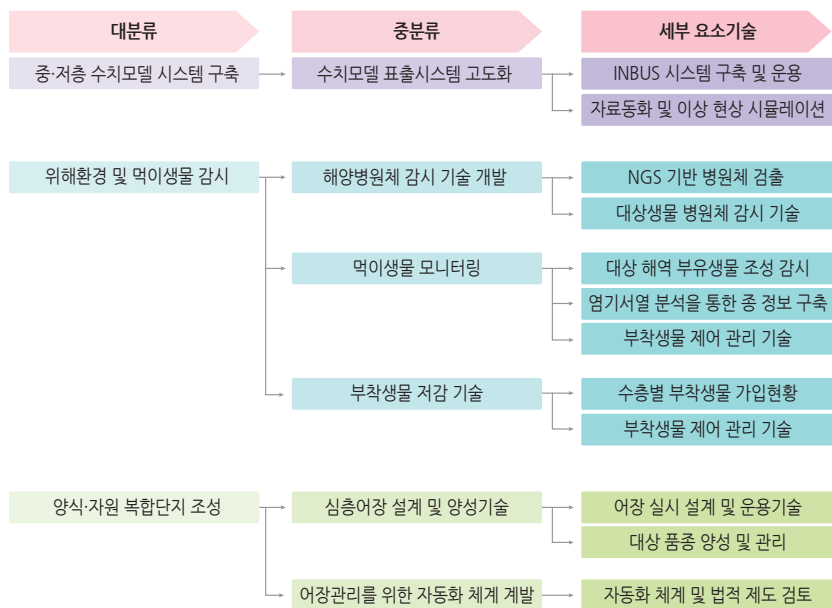 대분류
중분류
세부 요소기술
중·저층 수치모델 시스템 구축
수치모델 표출시스템 고도화
INBUS 시스템 구축 및 운용
자료동화 및 이상 현상 시뮬레이션
위해환경 및 먹이생물 감시
해양병원체 감시 기술 개발
NGS 기반 병원체 검출
대상생물 병원체 감시 기술
먹이생물 모니터링
대상 해역 부유생물 조성 감시
염기서열 분석을 통한 종 정보 구축
부착생물 제어 관리 기술
부착생물 저감 기술
수층별 부착생물 가입현황
부착생물 제어 관리 기술
양식·자원 복합단지 조성
심층어장 설계 및 양성기술
어장 실시 설계 및 운용기술
대상 품종 양성 및 관리
어장관리를 위한 자동화 체계 계발
자동화 체계 및 법적 제도 검토